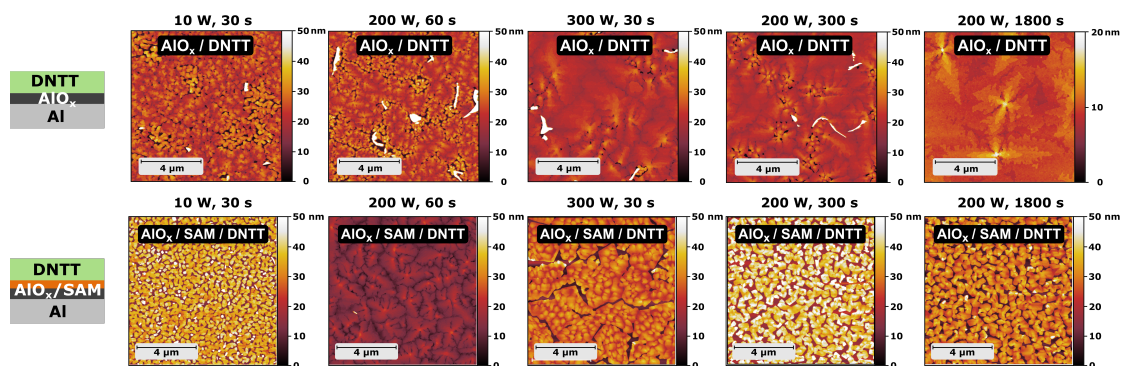 10 W, 30 s
200 W, 60 s
300 W, 30 s
200 W, 300 s
200 W, 1800 s
DNTT
AlOx
Al
AlOx / DNTT
4 µm
50 nm
40
30
20
10
0
AlOx / DNTT
4 µm
50 nm
40
30
20
10
0
AlOx / DNTT
4 µm
50 nm
40
30
20
10
0
AlOx / DNTT
4 µm
50 nm
40
30
20
10
0
AlOx / DNTT
4 µm
20 nm
10
0
10 W, 30 s
200 W, 60 s
300 W, 30 s
200 W, 300 s
200 W, 1800 s
DNTT
AlOx/SAM
Al
AlOx / SAM / DNTT
4 µm
50 nm
40
30
20
10
0
AlOx / SAM / DNTT
4 µm
50 nm
40
30
20
10
0
AlOx / SAM / DNTT
4 µm
50 nm
40
30
20
10
0
AlOx / SAM / DNTT
4 µm
50 nm
40
30
20
10
0
AlOx / SAM / DNTT
4 µm
50 nm
40
30
20
10
0